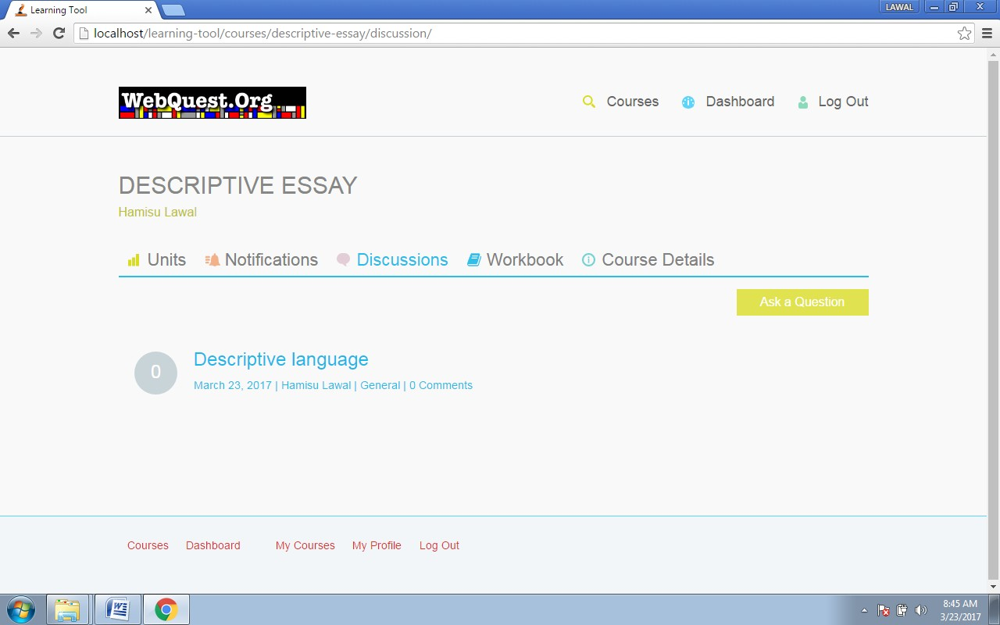 Learning Tool
LAWAL
localhost/learning-tool/courses/descriptive-essay/discussion/
WebQuest.Org
Courses Dashboard Log Out
DESCRIPTIVE ESSAY
Hamisu Lawal
Units Notifications Discussions Workbook Course Details
Ask a Question
0
Descriptive language
March 23, 2017 | Hamisu Lawal | General | 0 Comments
Courses Dashboard My Courses My Profile Log Out
8:45 AM
3/23/2017